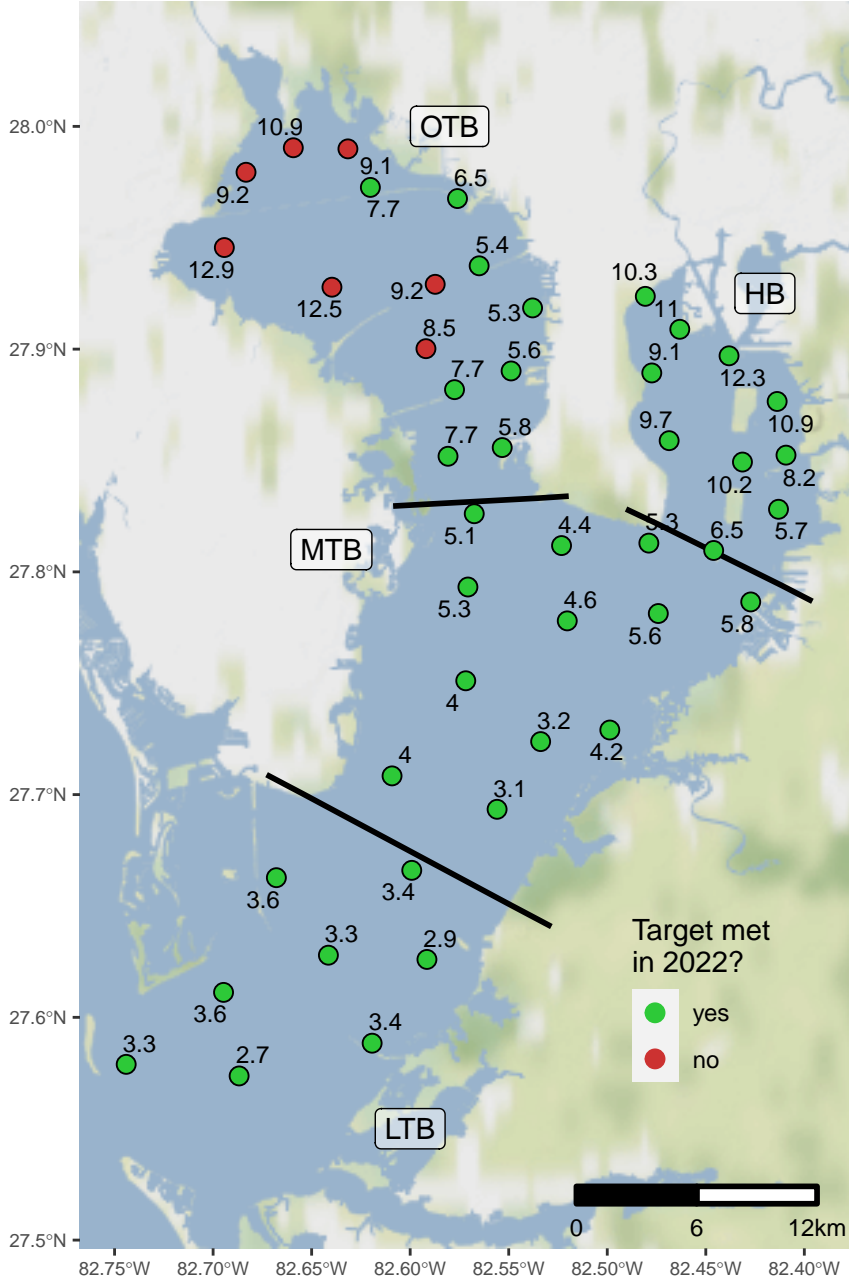 28.0°N
27.9°N
27.8°N
27.7°N
27.6°N
27.5°N
OTB
10.9
9.1
9.2
7.7
6.5
12.9
5.4
12.5
9.2
5.3
8.5
5.6
7.7
7.7
5.8
HB
10.3
11
9.1
12.3
10.9
9.7
10.2
8.2
5.7
6.5
MTB
5.1
4.4
5.3
5.3
4.6
5.6
5.8
4
3.2
4.2
4
3.1
3.6
3.4
3.3
2.9
3.6
3.4
3.3
2.7
LTB
Target met
in 2022?
yes
no
0 6 12km
82.75°W 82.70°W 82.65°W 82.60°W 82.55°W 82.50°W 82.45°W 82.40°W